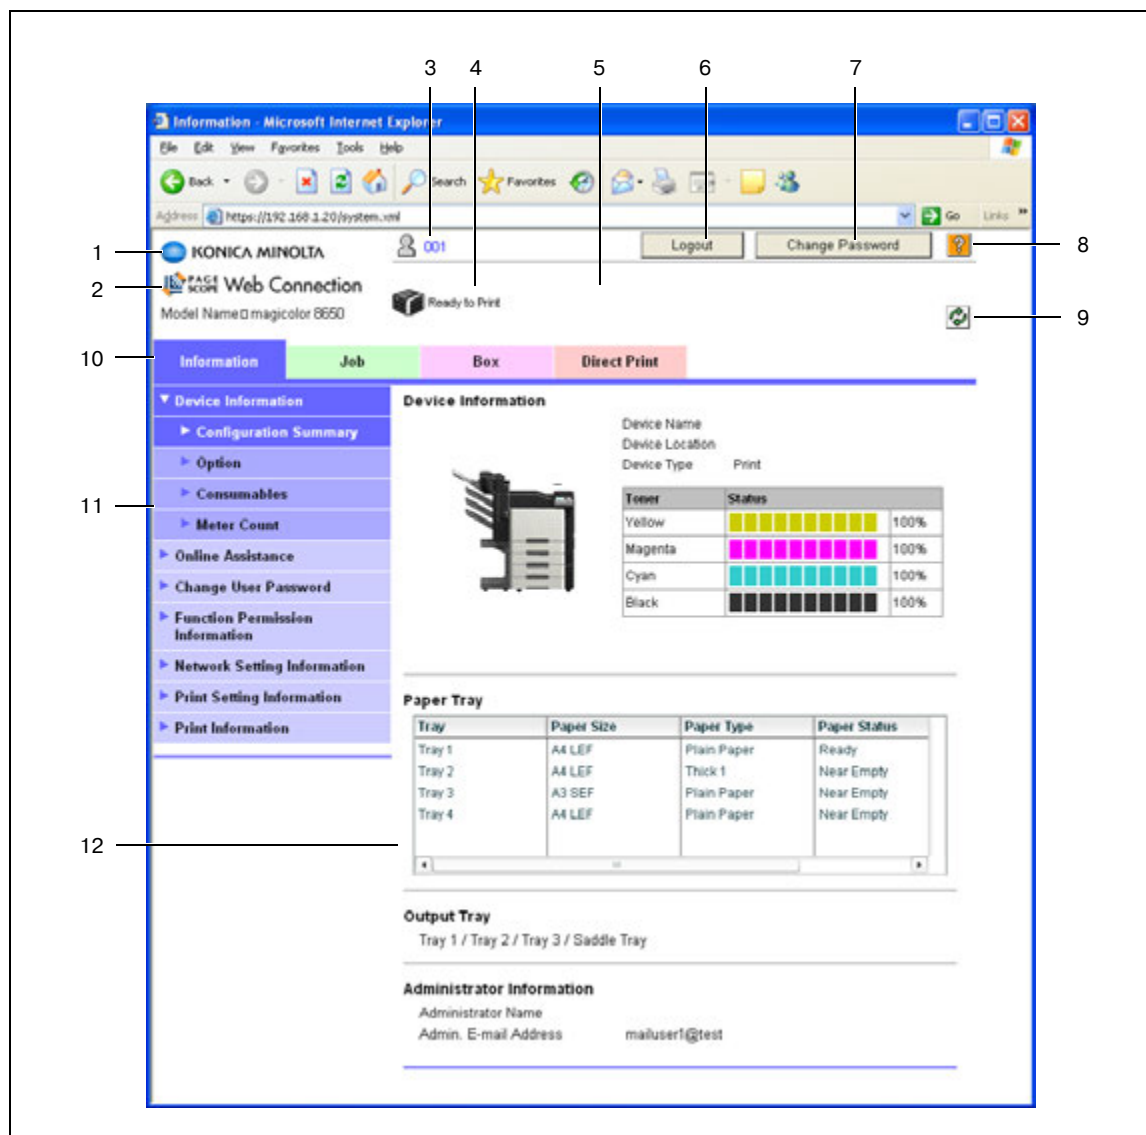 3 4 5 6 7
Information - Microsoft Internet Explorer
File Edit View Favorites Tools Help
Back Search Favorites
Address https://192.168.1.20/system.xml Go Links »
1 KONICA MINOLTA 001 Logout Change Password ? 8
2 PAGE SCOPE Web Connection
Ready to Print
Model Name□ magicolor 8650 9
10 Information Job Box Direct Print
Device Information
Configuration Summary
Option
Consumables
11
Meter Count
Online Assistance
Change User Password
Function Permission
Information
Network Setting Information
Print Setting Information
Print Information
Device Information
Device Name
Device Location
Device Type Print
Toner Status
Yellow 100%
Magenta 100%
Cyan 100%
Black 100%
Paper Tray
Tray Paper Size Paper Type Paper Status
Tray 1 A4 LEF Plain Paper Ready
Tray 2 A4 LEF Thick 1 Near Empty
Tray 3 A3 SEF Plain Paper Near Empty
Tray 4 A4 LEF Plain Paper Near Empty
12
Output Tray
Tray 1 / Tray 2 / Tray 3 / Saddle Tray
Administrator Information
Administrator Name
Admin. E-mail Address mailuser1@test